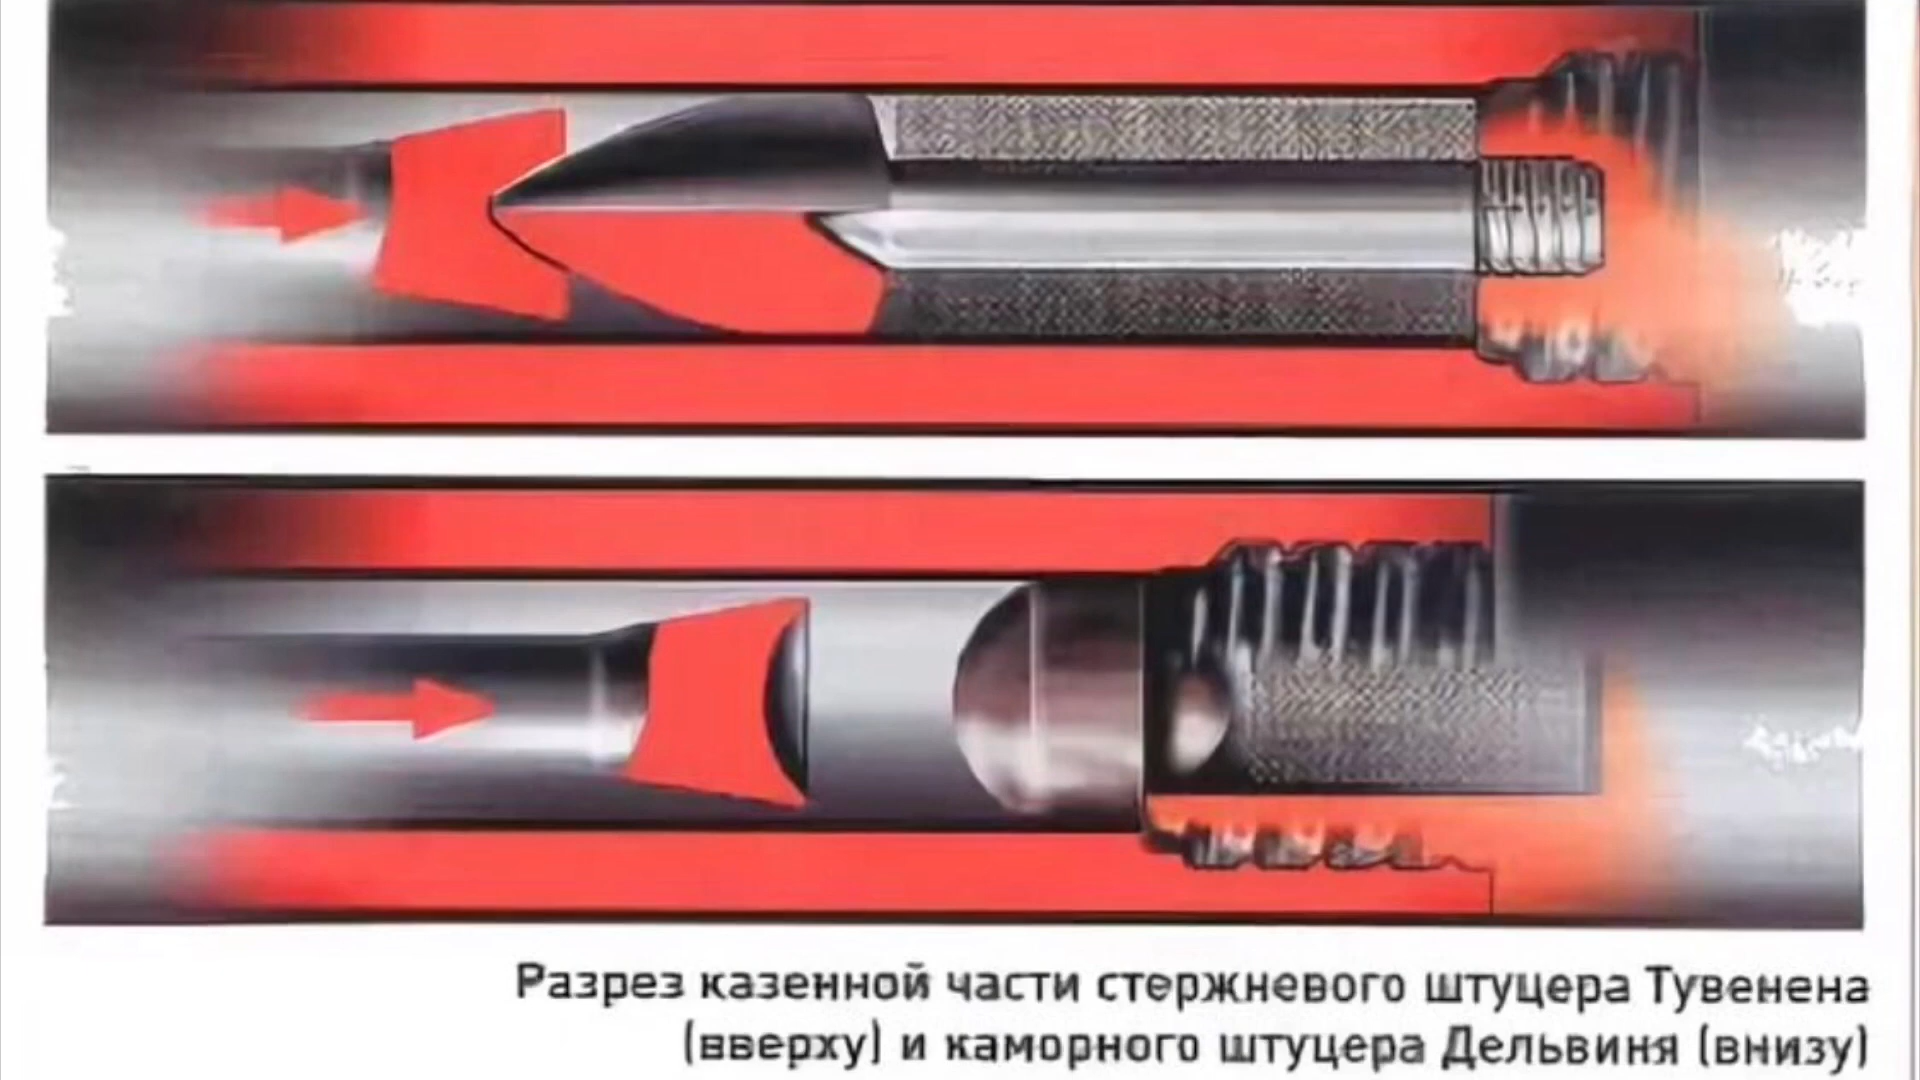 Разрез казенной части стержневого штуцера Тувенена
(вверху) и каморного штуцера Дельвиня (внизу)